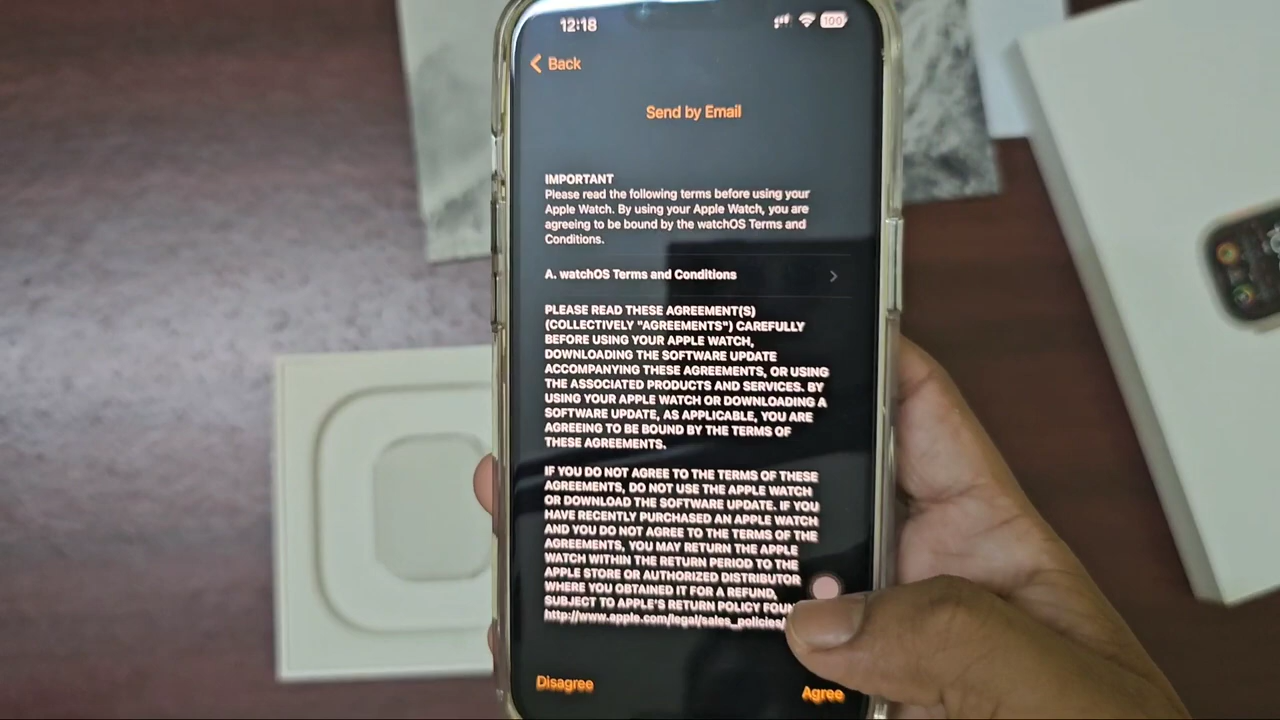 12:18
100
Back
Send by Email
IMPORTANT
Please read the following terms before using your
Apple Watch. By using your Apple Watch, you are
agreeing to be bound by the watchOS Terms and
Conditions.
A. watchOS Terms and Conditions
PLEASE READ THESE AGREEMENT(S)
(COLLECTIVELY "AGREEMENTS") CAREFULLY
BEFORE USING YOUR APPLE WATCH,
DOWNLOADING THE SOFTWARE UPDATE
ACCOMPANYING THESE AGREEMENTS, OR USING
THE ASSOCIATED PRODUCTS AND SERVICES. BY
USING YOUR APPLE WATCH OR DOWNLOADING A
SOFTWARE UPDATE, AS APPLICABLE, YOU ARE
AGREEING TO BE BOUND BY THE TERMS OF
THESE AGREEMENTS.
IF YOU DO NOT AGREE TO THE TERMS OF THESE
AGREEMENTS, DO NOT USE THE APPLE WATCH
OR DOWNLOAD THE SOFTWARE UPDATE. IF YOU
HAVE RECENTLY PURCHASED AN APPLE WATCH
AND YOU DO NOT AGREE TO THE TERMS OF THE
AGREEMENTS, YOU MAY RETURN THE APPLE
WATCH WITHIN THE RETURN PERIOD TO THE
APPLE STORE OR AUTHORIZED DISTRIBUTOR
WHERE YOU OBTAINED IT FOR A REFUND,
SUBJECT TO APPLE'S RETURN POLICY FOUN
http://www.apple.com/legal/sales_policies/
Disagree
Agree